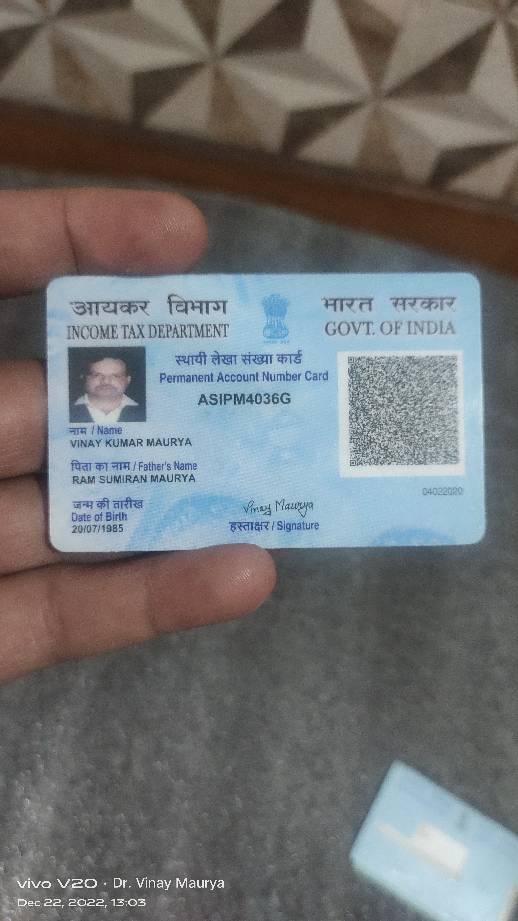 आयकर विभाग
INCOME TAX DEPARTMENT
भारत सरकार
GOVT. OF INDIA
स्थायी लेखा संख्या कार्ड
Permanent Account Number Card
ASIPM4036G
नाम / Name
VINAY KUMAR MAURYA
पिता का नाम / Father's Name
RAM SUMIRAN MAURYA
04022020
जन्म की तारीख
Date of Birth
20/07/1985
Vinay Maurya
हस्ताक्षर / Signature
vivo V20 · Dr. Vinay Maurya
Dec 22, 2022, 13:03